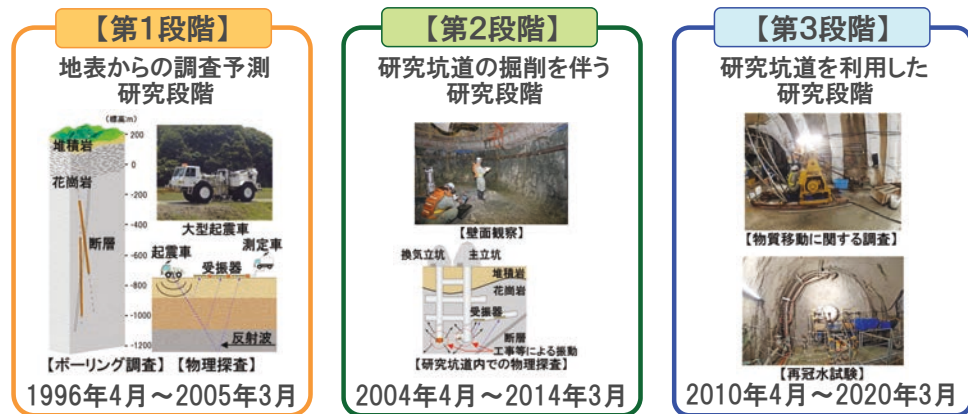 【第1段階】
地表からの調査予測
研究段階
(標高m)
堆積岩
花崗岩
断層
200
0
-200
-400
-600
-800
-1000
-1200
大型起震車
起震車
受振器
測定車
反射波
【ボーリング調査】
【物理探査】
1996年4月～2005年3月
【第2段階】
研究坑道の掘削を伴う
研究段階
【壁面観察】
換気立坑
主立坑
堆積岩
花崗岩
受振器
断層
工事等による振動
【研究坑道内での物理探査】
2004年4月～2014年3月
【第3段階】
研究坑道を利用した
研究段階
【物質移動に関する調査】
【再冠水試験】
2010年4月～2020年3月